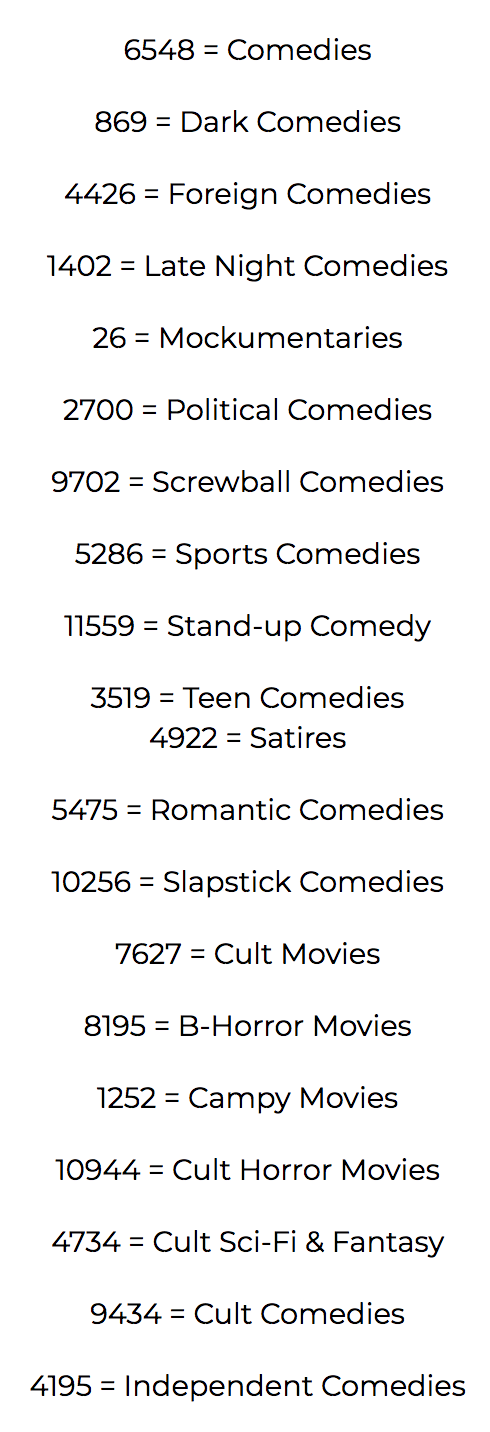 6548 = Comedies
869 = Dark Comedies
4426 = Foreign Comedies
1402 = Late Night Comedies
26 = Mockumentaries
2700 = Political Comedies
9702 = Screwball Comedies
5286 = Sports Comedies
11559 = Stand-up Comedy
3519 = Teen Comedies
4922 = Satires
5475 = Romantic Comedies
10256 = Slapstick Comedies
7627 = Cult Movies
8195 = B-Horror Movies
1252 = Campy Movies
10944 = Cult Horror Movies
4734 = Cult Sci-Fi & Fantasy
9434 = Cult Comedies
4195 = Independent Comedies